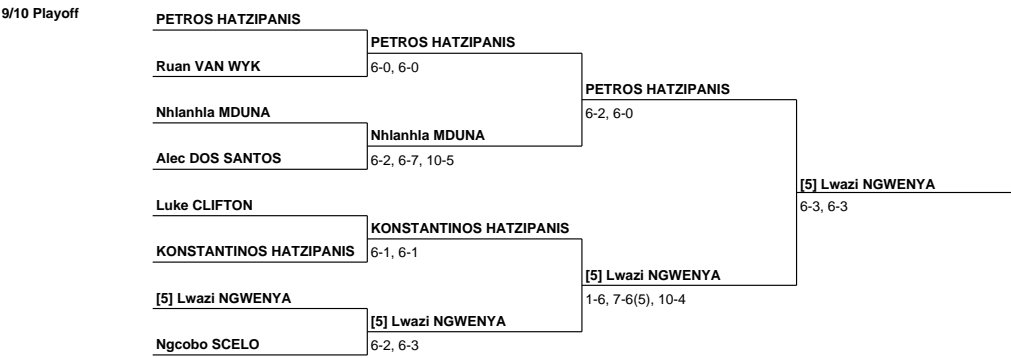 9/10 Playoff
PETROS HATZIPANIS
PETROS HATZIPANIS
Ruan VAN WYK
6-0, 6-0
PETROS HATZIPANIS
Nhlanhla MDUNA
6-2, 6-0
Nhlanhla MDUNA
Alec DOS SANTOS
6-2, 6-7, 10-5
[5] Lwazi NGWENYA
Luke CLIFTON
6-3, 6-3
KONSTANTINOS HATZIPANIS
KONSTANTINOS HATZIPANIS
6-1, 6-1
[5] Lwazi NGWENYA
[5] Lwazi NGWENYA
1-6, 7-6(5), 10-4
[5] Lwazi NGWENYA
Ngcobo SCELO
6-2, 6-3